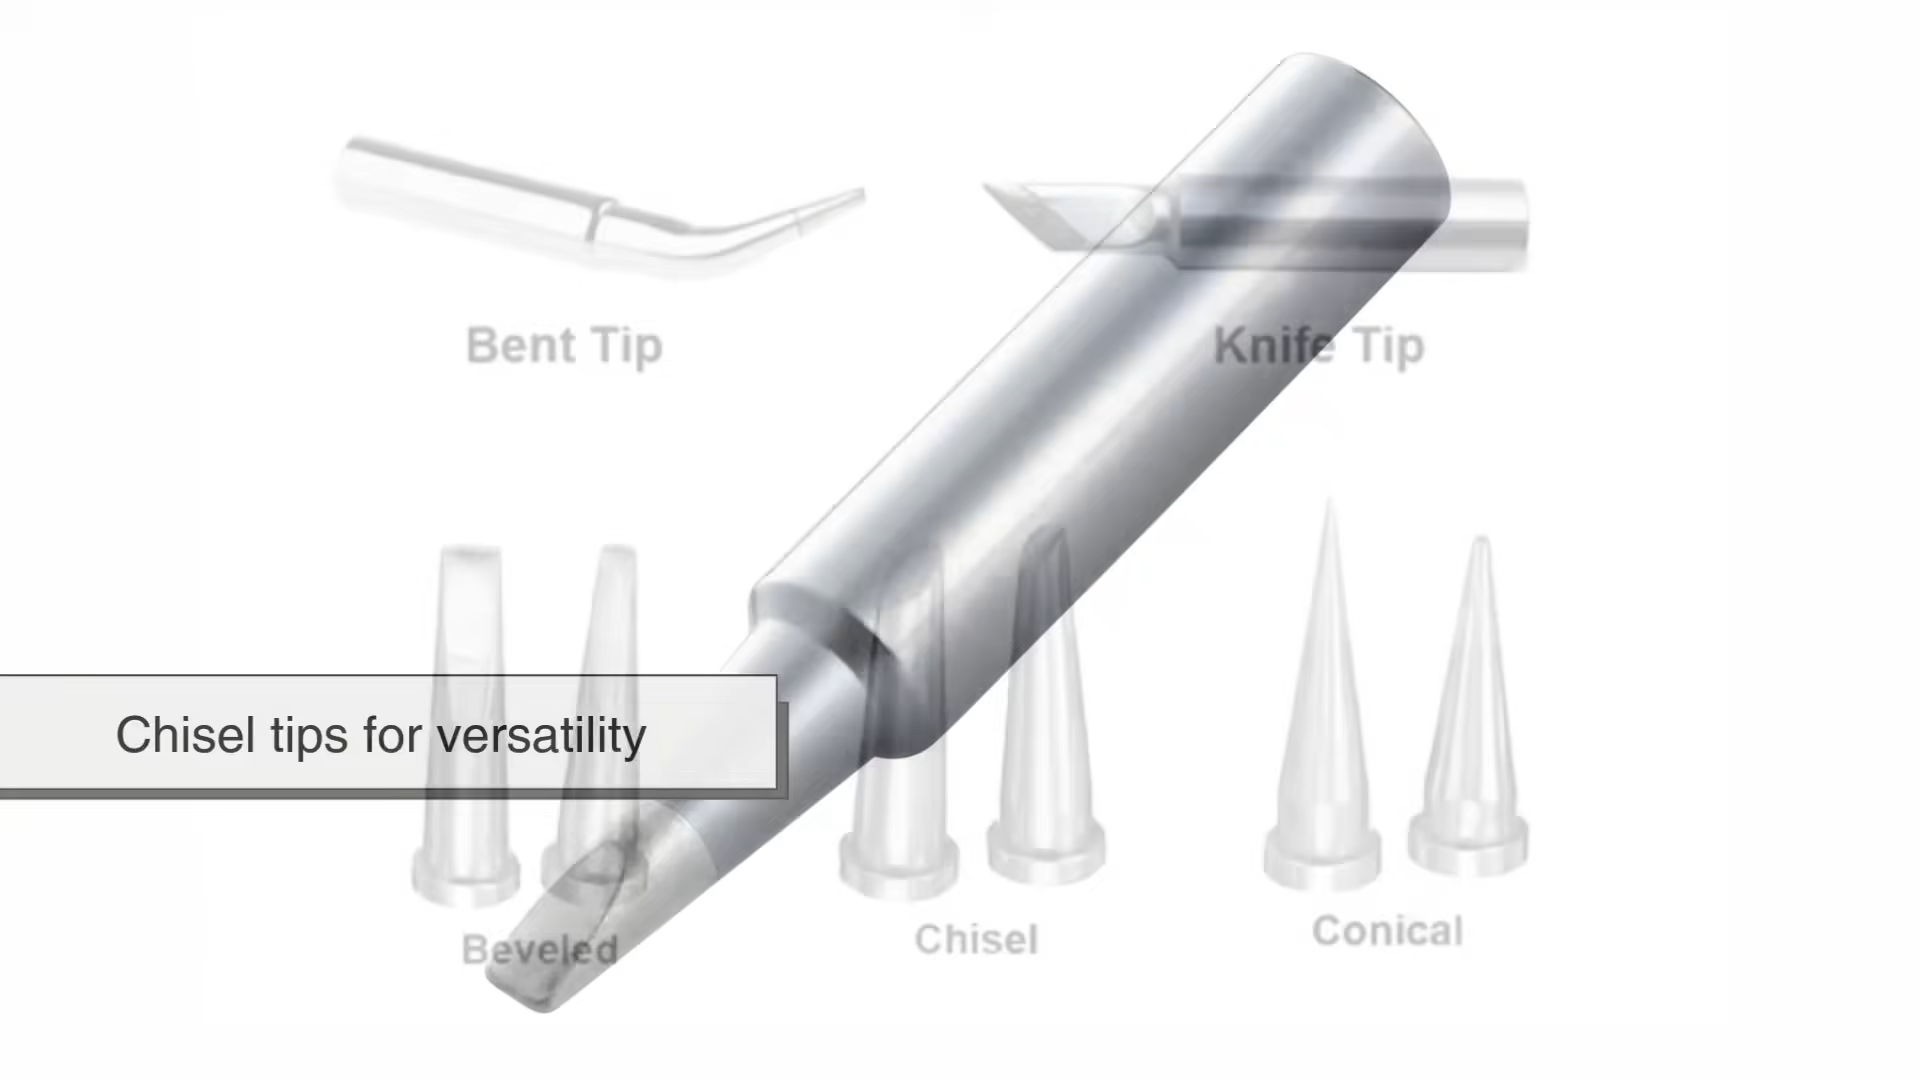 Bent Tip
Knife Tip
Chisel tips for versatility
Beveled
Chisel
Conical